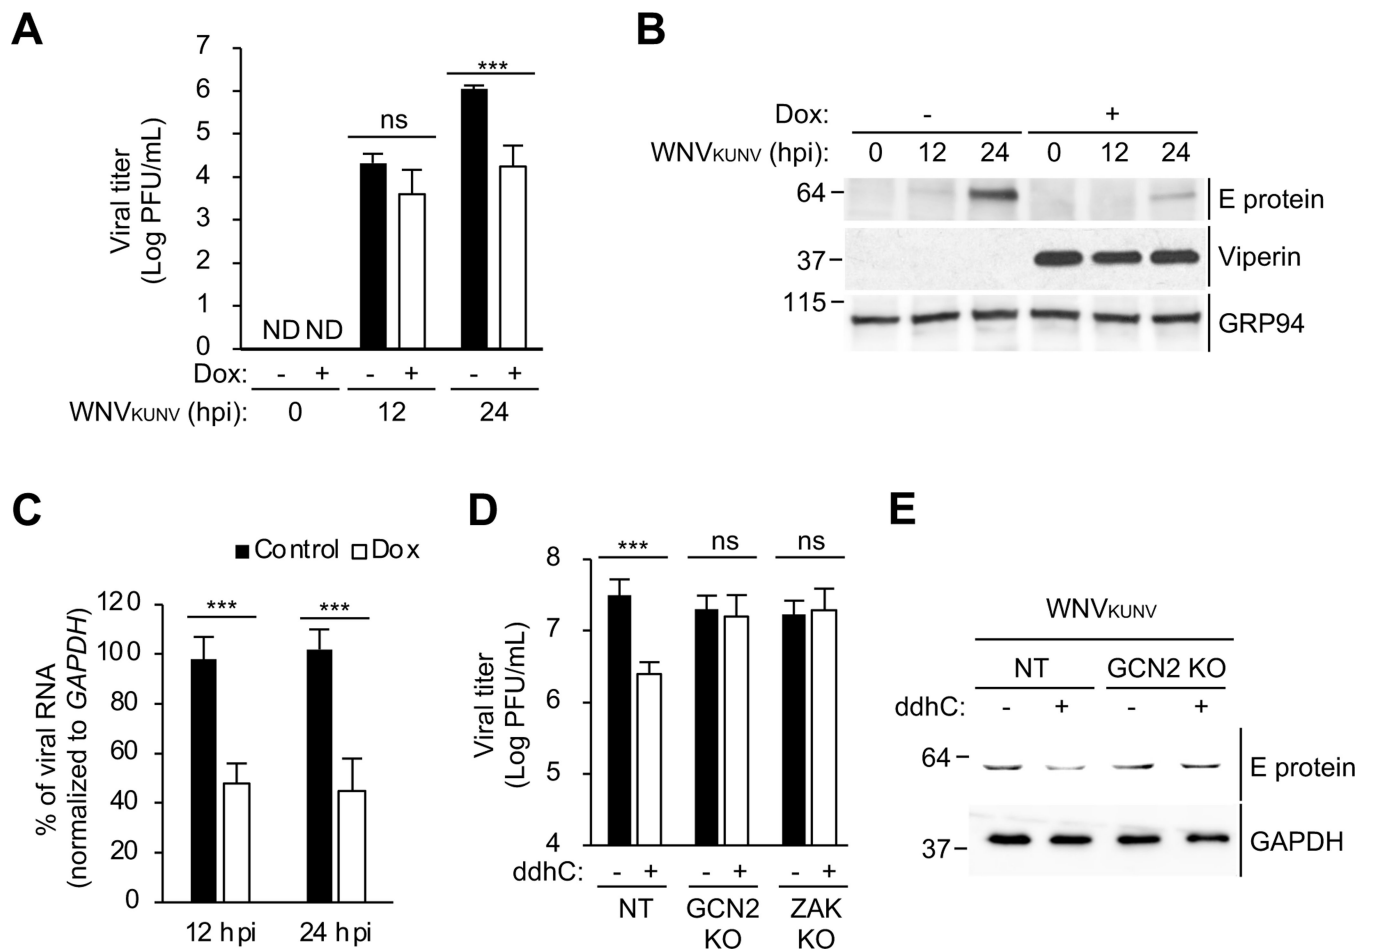 A
Viral titer
(Log PFU/mL)
7
6
5
4
3
2
1
0
ND ND
ns
***
Dox: - + - + - +
WNVKUNV (hpi): 0 12 24
B
Dox: - +
WNVKUNV (hpi): 0 12 24 0 12 24
64 E protein
37 Viperin
115
GRP94
C
Control Dox
% of viral RNA
(normalized to GAPDH)
120
100
80
60
40
20
0
*** ***
12 hpi 24 hpi
D
Viral titer
(Log PFU/mL)
8
7
6
5
4
*** ns ns
ddhC: - + - + - +
NT GCN2 KO ZAK KO
E
WNVKUNV
NT GCN2 KO
ddhC: - + - +
64 E protein
37 GAPDH